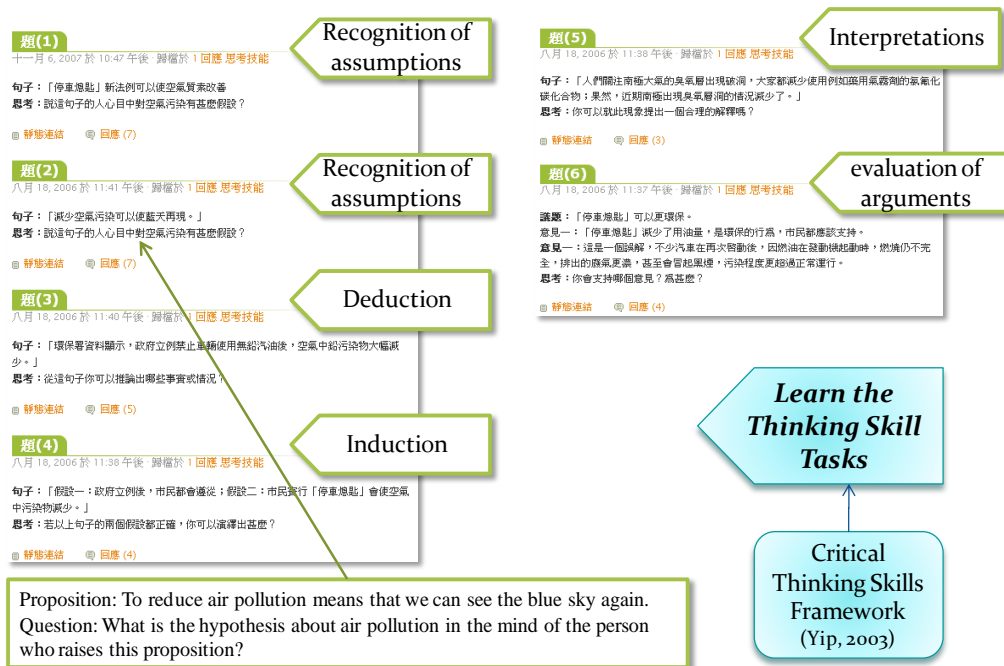 題(1)
十一月 6, 2007 於 10:47 午後 · 歸檔於 1 回應 思考技能
句子：「停車熄匙」新法例可以使空氣質素改善
思考：說這句子的人心目中對空氣污染有甚麼假設？
靜態連結 回應 (7)
Recognition of
assumptions
題(2)
八月 18, 2006 於 11:41 午後 · 歸檔於 1 回應 思考技能
句子：「減少空氣污染可以使藍天再現。」
思考：說這句子的人心目中對空氣污染有甚麼假設？
靜態連結 回應 (7)
Recognition of
assumptions
題(3)
八月 18, 2006 於 11:40 午後 · 歸檔於 1 回應 思考技能
句子：「環保署資料顯示，政府立例禁止車輛使用無鉛汽油後，空氣中鉛污染物大幅減
少。」
思考：從這句子你可以推論出哪些事實或情況？
靜態連結 回應 (5)
Deduction
題(4)
八月 18, 2006 於 11:38 午後 · 歸檔於 1 回應 思考技能
句子：「假設一：政府立例後，市民都會遵從；假設二：市民實行「停車熄匙」會使空氣
中污染物減少。」
思考：若以上句子的兩個假設都正確，你可以演繹出甚麼？
靜態連結 回應 (4)
Induction
題(5)
八月 18, 2006 於 11:38 午後 · 歸檔於 1 回應 思考技能
句子：「人們關注南極大氣的臭氧層出現破洞，大家都減少使用例如藥用氣霧劑的氯氟化
碳化合物；果然，近期南極出現臭氧層洞的情況減少了。」
思考：你可以就此現象提出一個合理的解釋嗎？
靜態連結 回應 (3)
Interpretations
題(6)
八月 18, 2006 於 11:37 午後 · 歸檔於 1 回應 思考技能
議題：「停車熄匙」可以更環保。
意見一：「停車熄匙」減少了用油量，是環保的行為，市民都應該支持。
意見一：這是一個誤解，不少汽車在再次啓動後，因燃油在發動機起動時，燃燒仍不完
全，排出的廢氣更濃，甚至會冒起黑煙，污染程度更超過正常運行。
思考：你會支持哪個意見？爲甚麼？
靜態連結 回應 (4)
evaluation of
arguments
Learn the
Thinking Skill
Tasks
Critical
Thinking Skills
Framework
(Yip, 2003)
Proposition: To reduce air pollution means that we can see the blue sky again.
Question: What is the hypothesis about air pollution in the mind of the person
who raises this proposition?